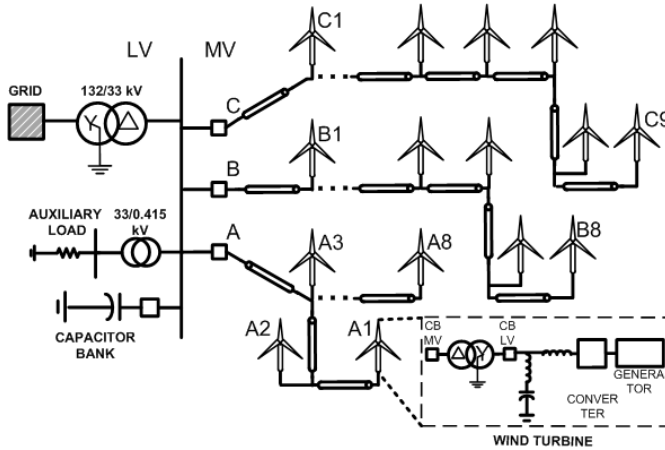 LV
MV
C1
GRID
132/33 kV
C
C9
B1
B
AUXILIARY
LOAD
33/0.415
kV
A
A3
A8
B8
CAPACITOR
BANK
A2
A1
CB
MV
CB
LV
GENERA
TOR
CONVER
TER
WIND TURBINE